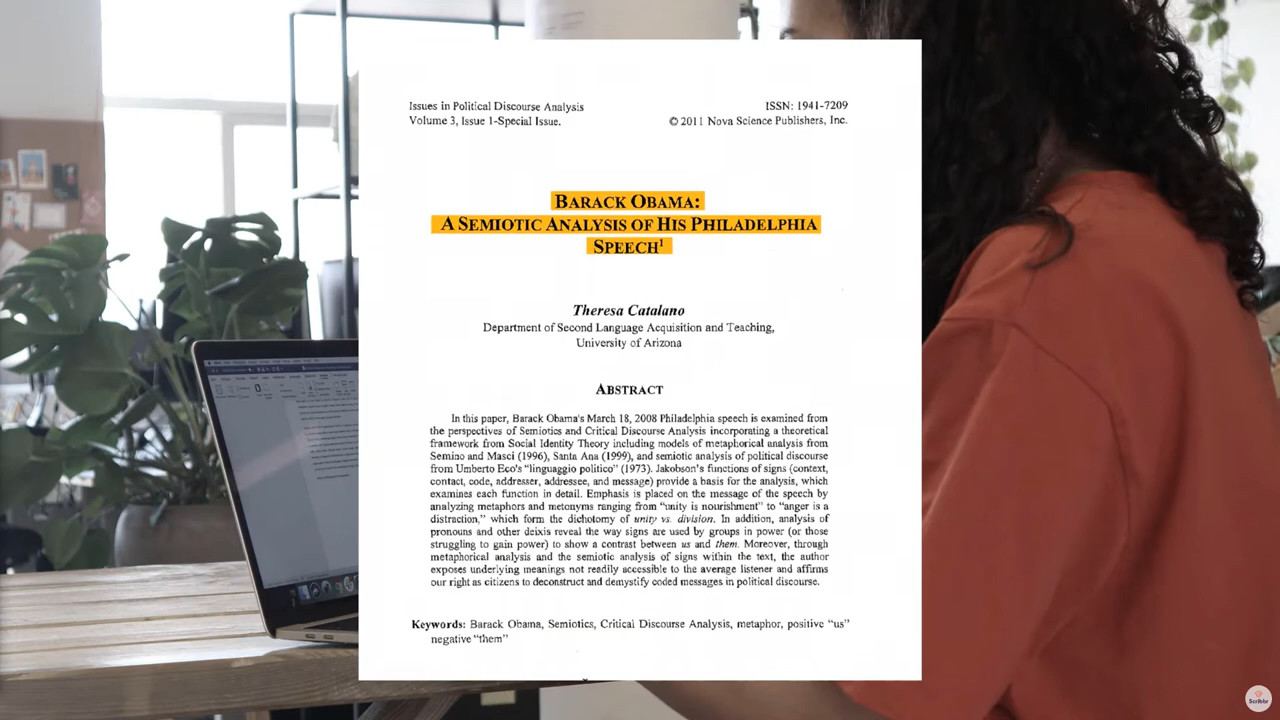 Issues in Political Discourse Analysis
Volume 3, Issue 1-Special Issue.
ISSN: 1941-7209
© 2011 Nova Science Publishers, Inc.
BARACK OBAMA:
A SEMIOTIC ANALYSIS OF HIS PHILADELPHIA
SPEECH¹
Theresa Catalano
Department of Second Language Acquisition and Teaching,
University of Arizona
ABSTRACT
In this paper, Barack Obama's March 18, 2008 Philadelphia speech is examined from
the perspectives of Semiotics and Critical Discourse Analysis incorporating a theoretical
framework from Social Identity Theory including models of metaphorical analysis from
Semino and Masci (1996), Santa Ana (1999), and semiotic analysis of political discourse
from Umberto Eco's "linguaggio politico" (1973). Jakobson's functions of signs (context,
contact, code, addresser, addressee, and message) provide a basis for the analysis, which
examines each function in detail. Emphasis is placed on the message of the speech by
analyzing metaphors and metonyms ranging from "unity is nourishment" to "anger is a
distraction," which form the dichotomy of unity vs. division. In addition, analysis of
pronouns and other deixis reveal the way signs are used by groups in power (or those
struggling to gain power) to show a contrast between us and them. Moreover, through
metaphorical analysis and the semiotic analysis of signs within the text, the author
exposes underlying meanings not readily accessible to the average listener and affirms
our right as citizens to deconstruct and demystify coded messages in political discourse.
Keywords: Barack Obama, Semiotics, Critical Discourse Analysis, metaphor, positive "us"
negative "them"
Scribbr